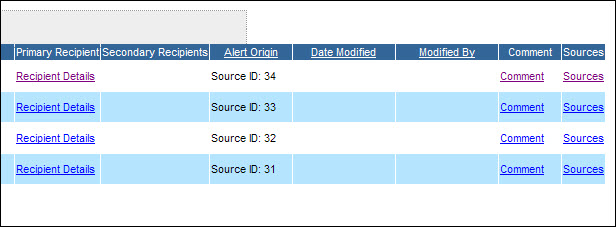 Primary Recipient Secondary Recipients Alert Origin Date Modified Modified By Comment Sources
Recipient Details Source ID: 34 Comment Sources
Recipient Details Source ID: 33 Comment Sources
Recipient Details Source ID: 32 Comment Sources
Recipient Details Source ID: 31 Comment Sources